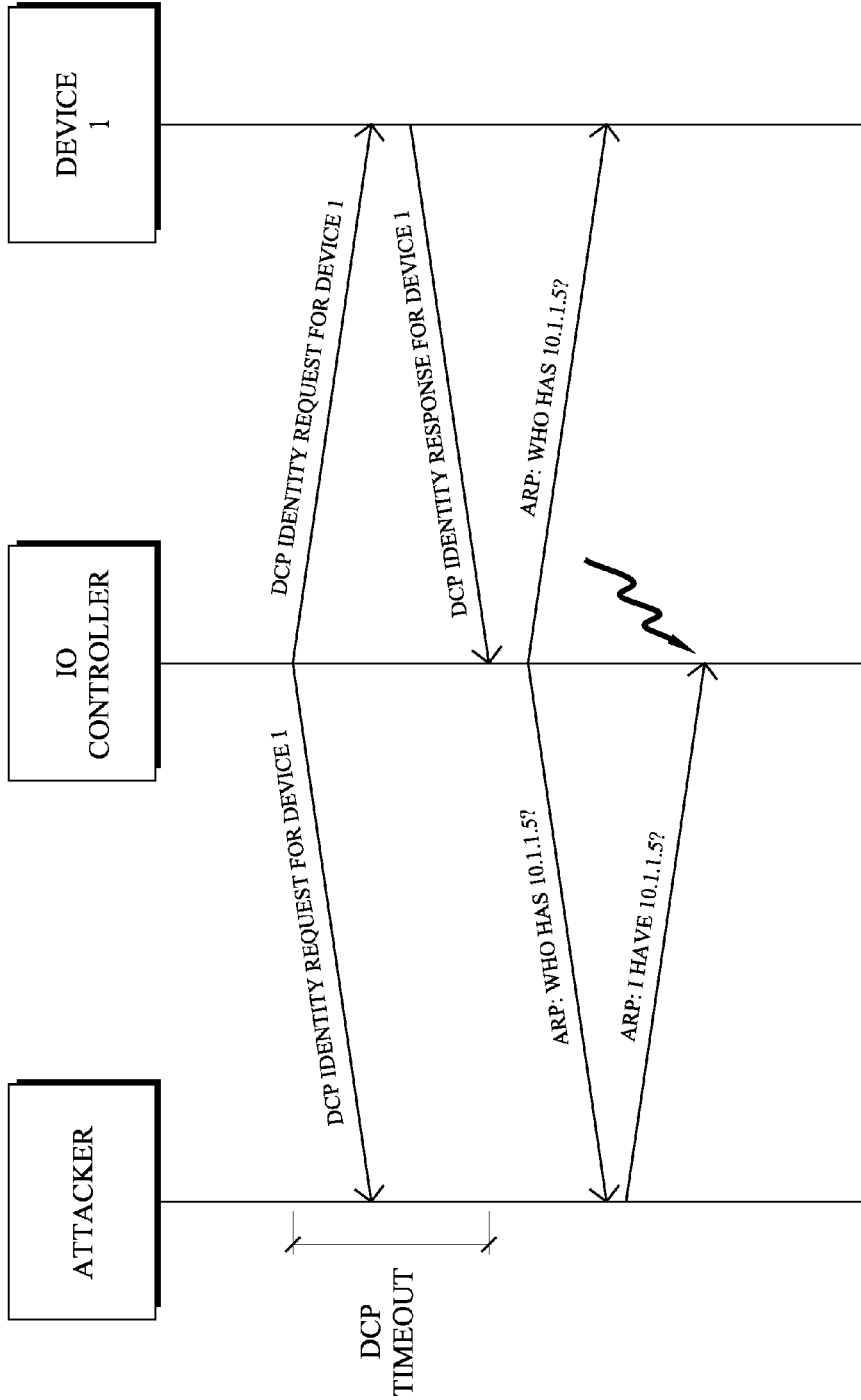 ATTACKER
IO
CONTROLLER
DEVICE
1
DCP
TIMEOUT
DCP IDENTITY REQUEST FOR DEVICE 1
DCP IDENTITY REQUEST FOR DEVICE 1
DCP IDENTITY RESPONSE FOR DEVICE 1
ARP: WHO HAS 10.1.1.5?
ARP: WHO HAS 10.1.1.5?
ARP: I HAVE 10.1.1.5?